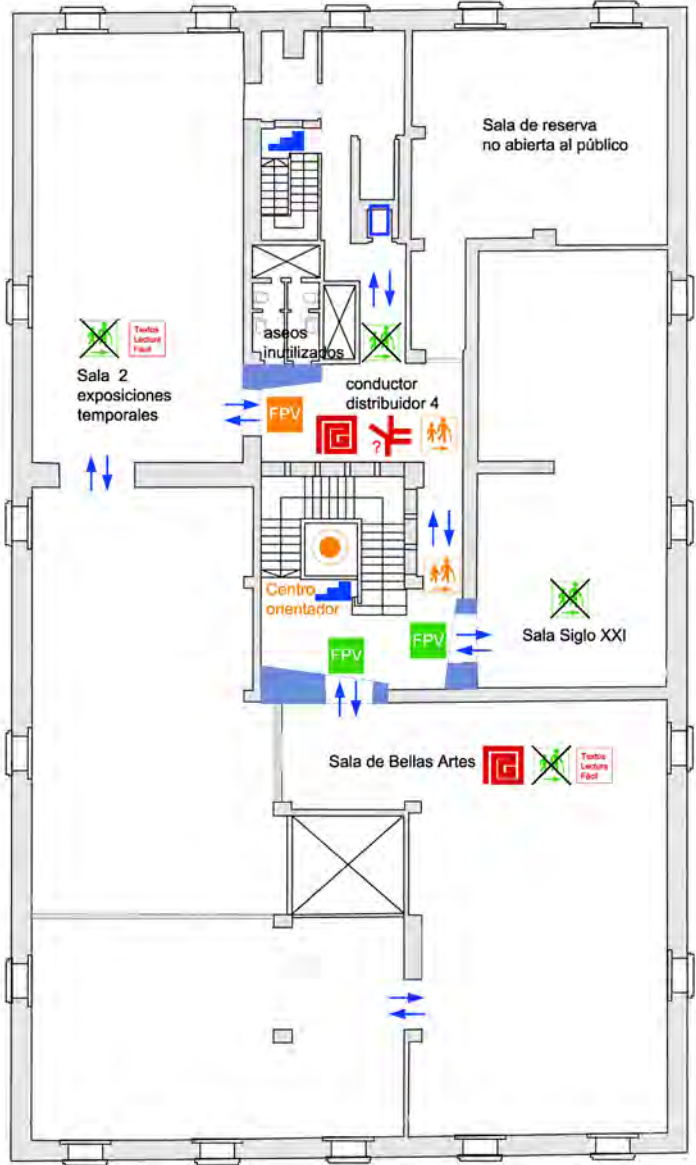 Sala de reserva
no abierta al público
aseos
inutilizados
Textos
Lectura
Fácil
Sala 2
exposiciones
temporales
conductor
distribuidor 4
FPV
?
Centro
orientador
FPV
FPV
Sala Siglo XXI
Sala de Bellas Artes
Textos
Lectura
Fácil